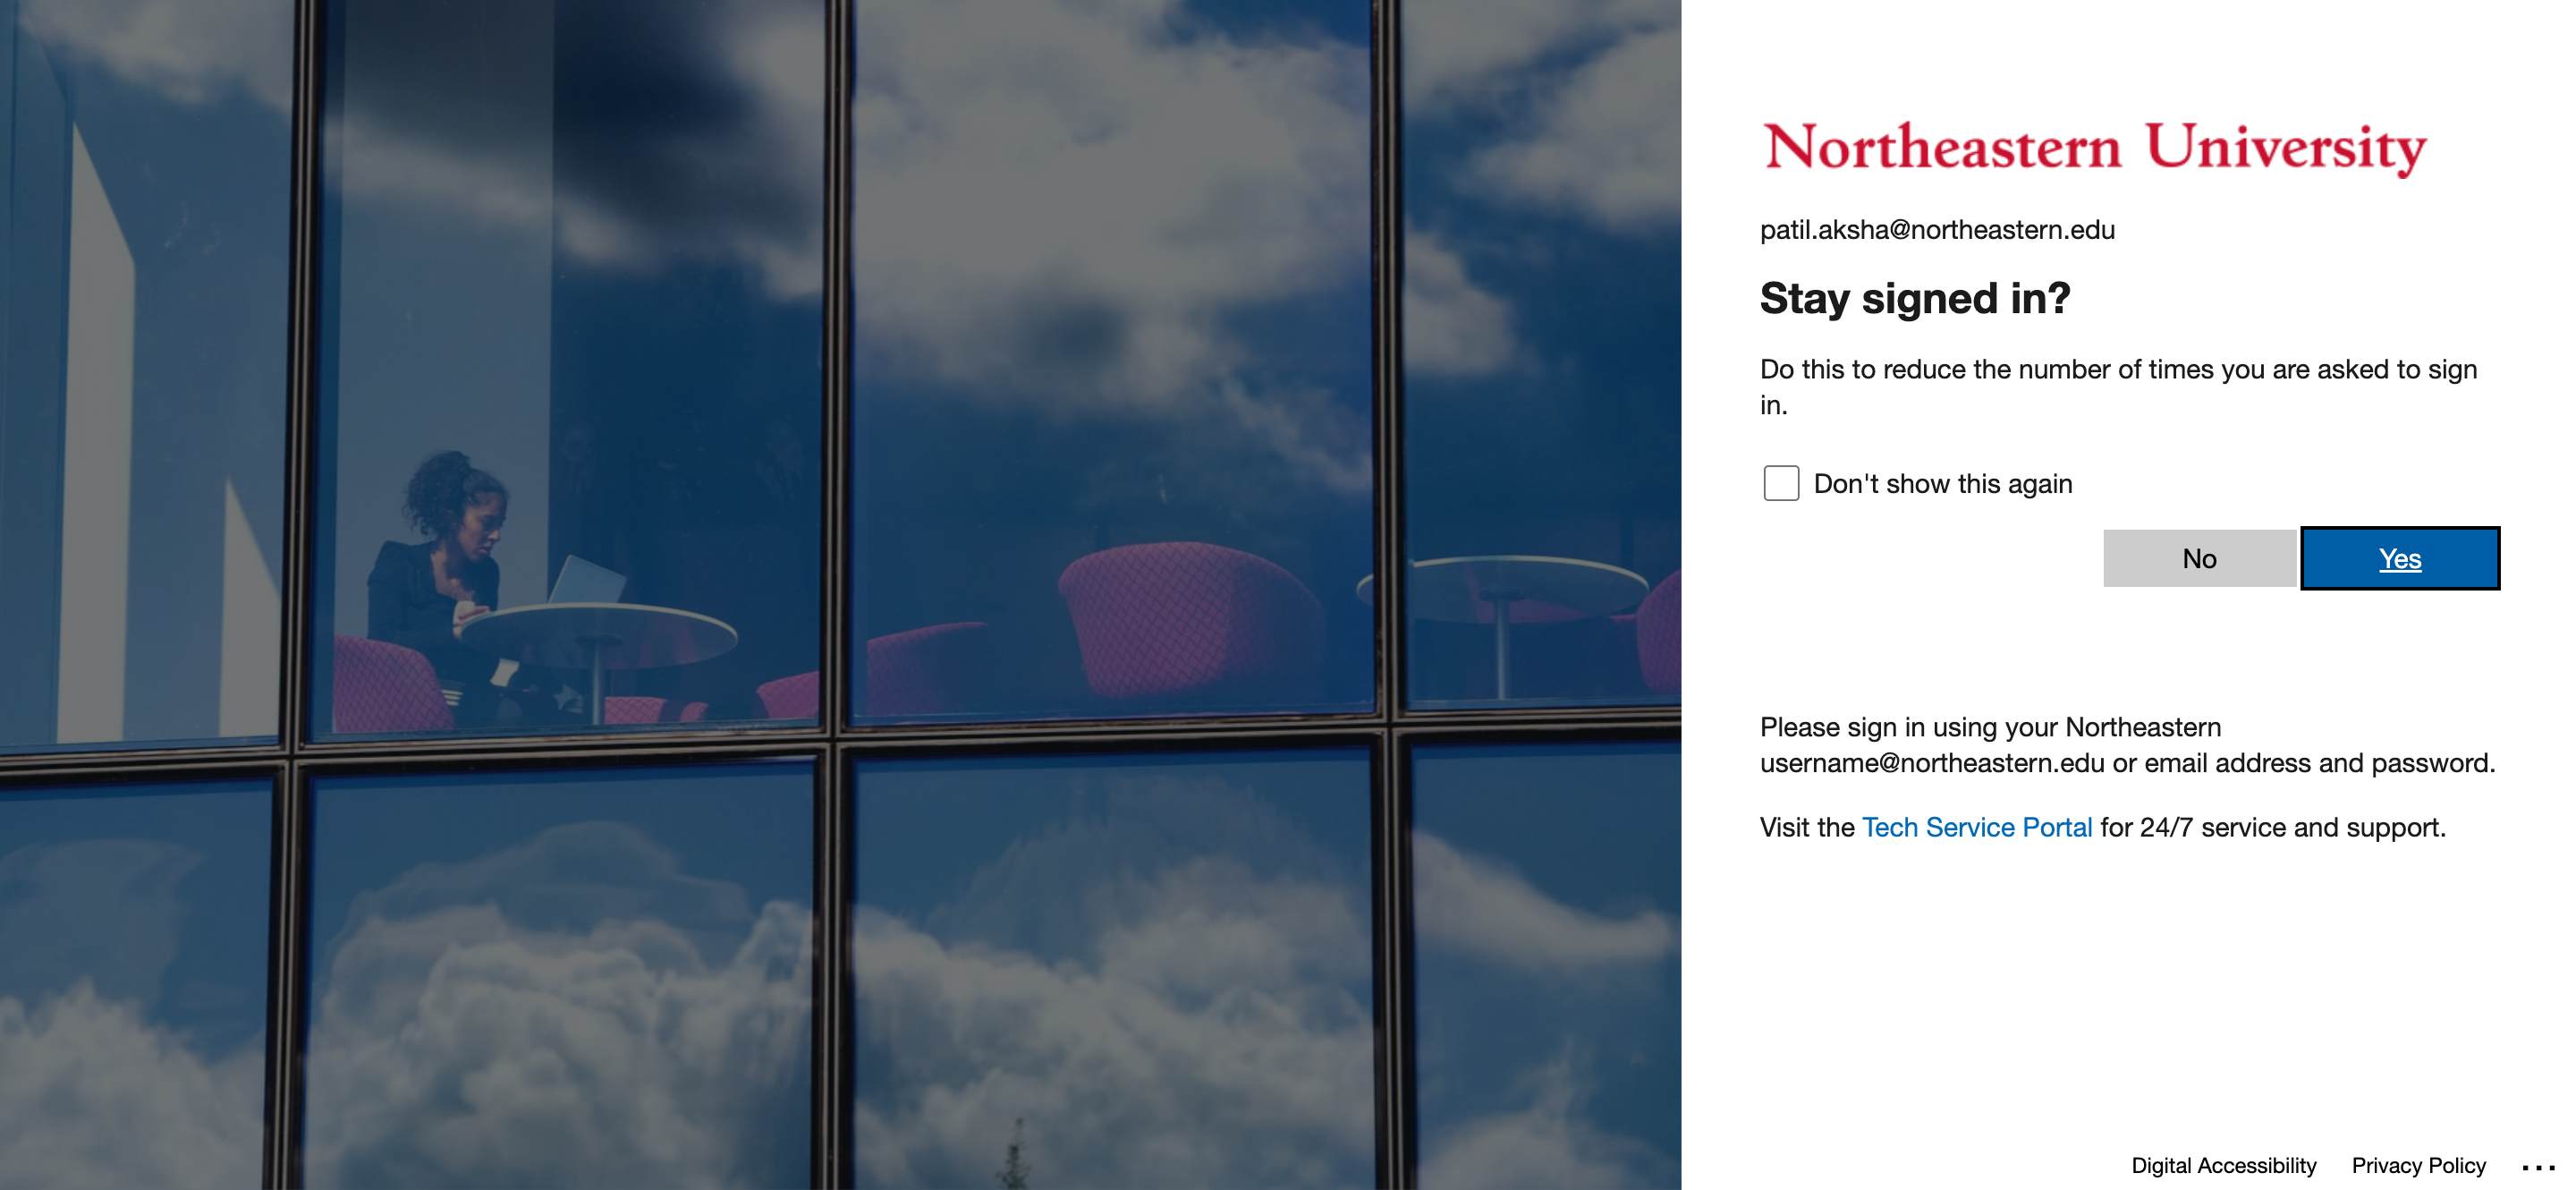 Northeastern University
patil.aksha@northeastern.edu
Stay signed in?
Do this to reduce the number of times you are asked to sign
in.
Don't show this again
No Yes
Please sign in using your Northeastern
username@northeastern.edu or email address and password.
Visit the Tech Service Portal for 24/7 service and support.
Digital Accessibility Privacy Policy ...